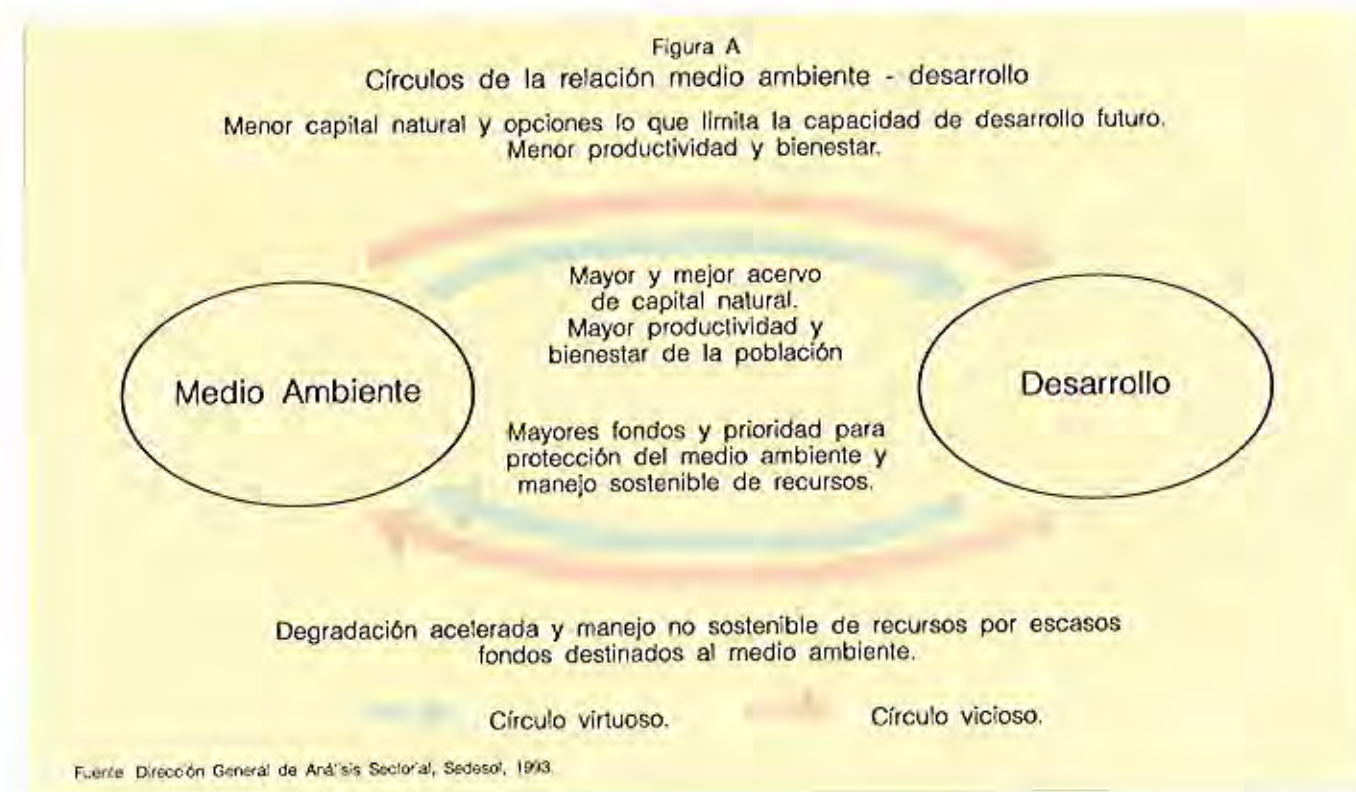 Figura A
Círculos de la relación medio ambiente - desarrollo
Menor capital natural y opciones lo que limita la capacidad de desarrollo futuro.
Menor productividad y bienestar.
Mayor y mejor acervo
de capital natural.
Mayor productividad y
bienestar de la población
Medio Ambiente
Desarrollo
Mayores fondos y prioridad para
protección del medio ambiente y
manejo sostenible de recursos.
Degradación acelerada y manejo no sostenible de recursos por escasos
fondos destinados al medio ambiente.
Círculo virtuoso.
Círculo vicioso.
Fuente Dirección General de Análisis Sectorial, Sedesol, 1993.